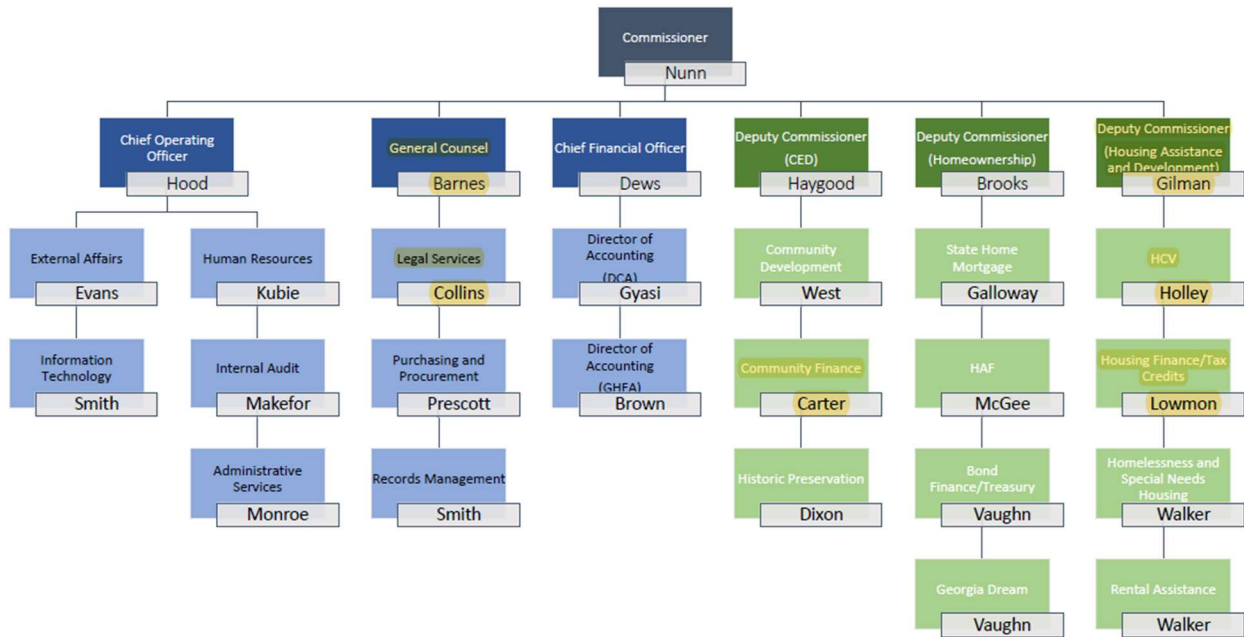 Commissioner
Nunn
Chief Operating
Officer
Hood
General Counsel
Barnes
Chief Financial Officer
Dews
Deputy Commissioner
(CED)
Haygood
Deputy Commissioner
(Homeownership)
Brooks
Deputy Commissioner
(Housing Assistance
and Development)
Gilman
External Affairs
Evans
Human Resources
Kubie
Legal Services
Collins
Director of
Accounting
(DCA)
Gyasi
Community
Development
West
State Home
Mortgage
Galloway
HCV
Holley
Information
Technology
Smith
Internal Audit
Makefor
Purchasing and
Procurement
Prescott
Director of
Accounting
(GHFA)
Brown
Community Finance
Carter
HAF
McGee
Housing Finance/Tax
Credits
Lowmon
Administrative
Services
Monroe
Records Management
Smith
Historic Preservation
Dixon
Bond
Finance/Treasury
Vaughn
Homelessness and
Special Needs
Housing
Walker
Georgia Dream
Vaughn
Rental Assistance
Walker